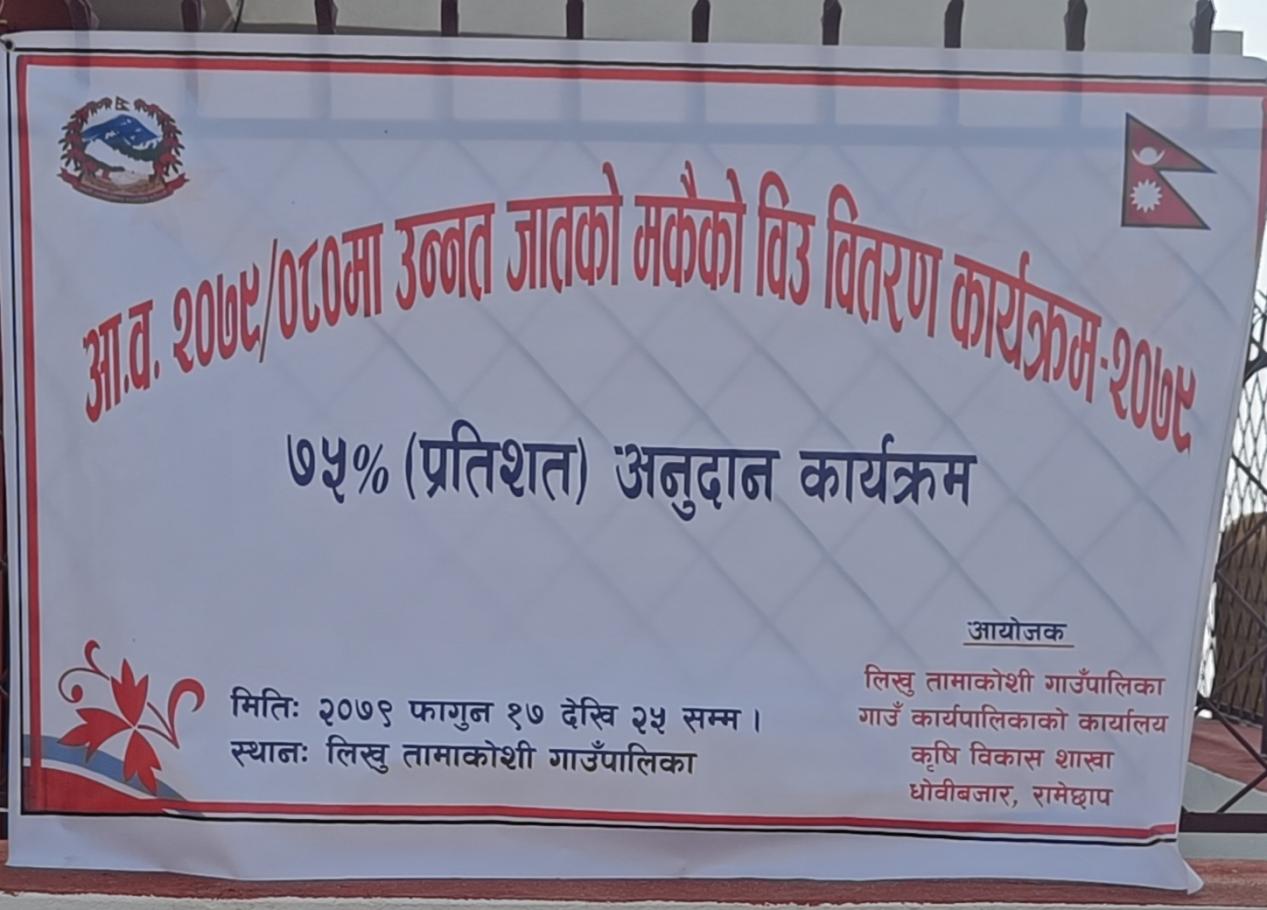 आ.व. २०७९/०८०मा उन्नत जातको मकैको विउ वितरण कार्यक्रम-२०७९
७५% (प्रतिशत) अनुदान कार्यक्रम
आयोजक
लिखु तामाकोशी गाउँपालिका
गाउँ कार्यपालिकाको कार्यालय
कृषि विकास शाखा
धोवीबजार, रामेछाप
मितिः २०७९ फागुन १७ देखि २५ सम्म ।
स्थानः लिखु तामाकोशी गाउँपालिका